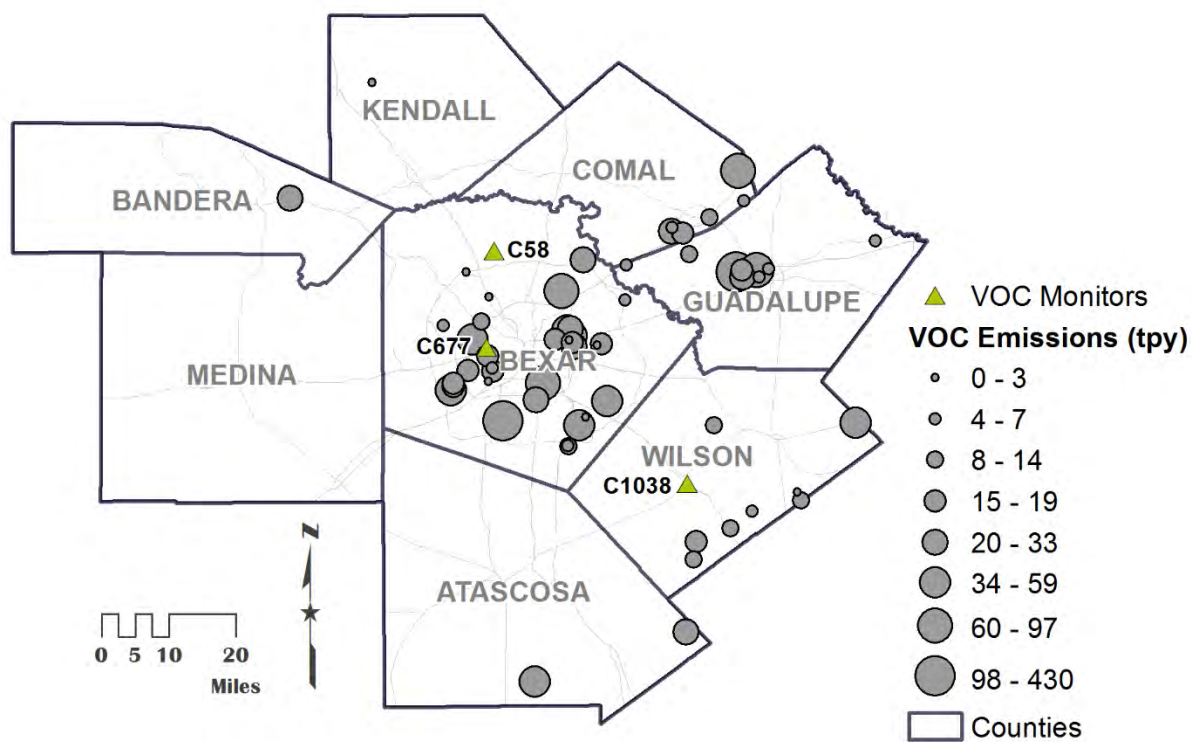 KENDALL
COMAL
BANDERA
C58
GUADALUPE
C677
BEXAR
MEDINA
WILSON
C1038
ATASCOSA
N
0 5 10 20
Miles
VOC Monitors
VOC Emissions (tpy)
0 - 3
4 - 7
8 - 14
15 - 19
20 - 33
34 - 59
60 - 97
98 - 430
Counties